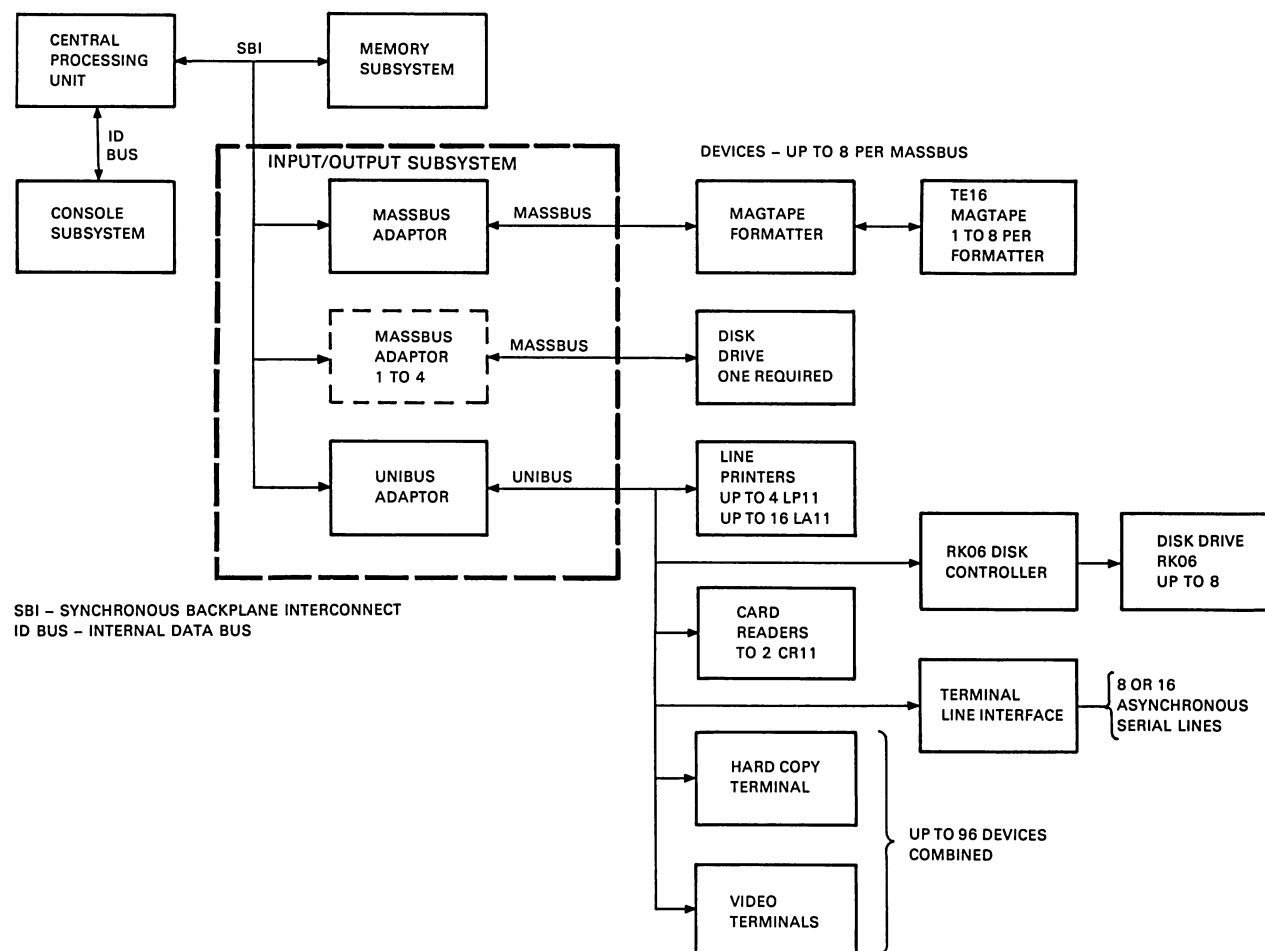 CENTRAL
PROCESSING
UNIT
SBI
MEMORY
SUBSYSTEM
ID
BUS
CONSOLE
SUBSYSTEM
INPUT/OUTPUT SUBSYSTEM
DEVICES – UP TO 8 PER MASSBUS
MASSBUS
ADAPTOR
MASSBUS
MAGTAPE
FORMATTER
TE16
MAGTAPE
1 TO 8 PER
FORMATTER
MASSBUS
ADAPTOR
1 TO 4
MASSBUS
DISK
DRIVE
ONE REQUIRED
UNIBUS
ADAPTOR
UNIBUS
LINE
PRINTERS
UP TO 4 LP11
UP TO 16 LA11
RK06 DISK
CONTROLLER
DISK DRIVE
RK06
UP TO 8
SBI – SYNCHRONOUS BACKPLANE INTERCONNECT
ID BUS – INTERNAL DATA BUS
CARD
READERS
TO 2 CR11
TERMINAL
LINE INTERFACE
8 OR 16
ASYNCHRONOUS
SERIAL LINES
HARD COPY
TERMINAL
UP TO 96 DEVICES
COMBINED
VIDEO
TERMINALS